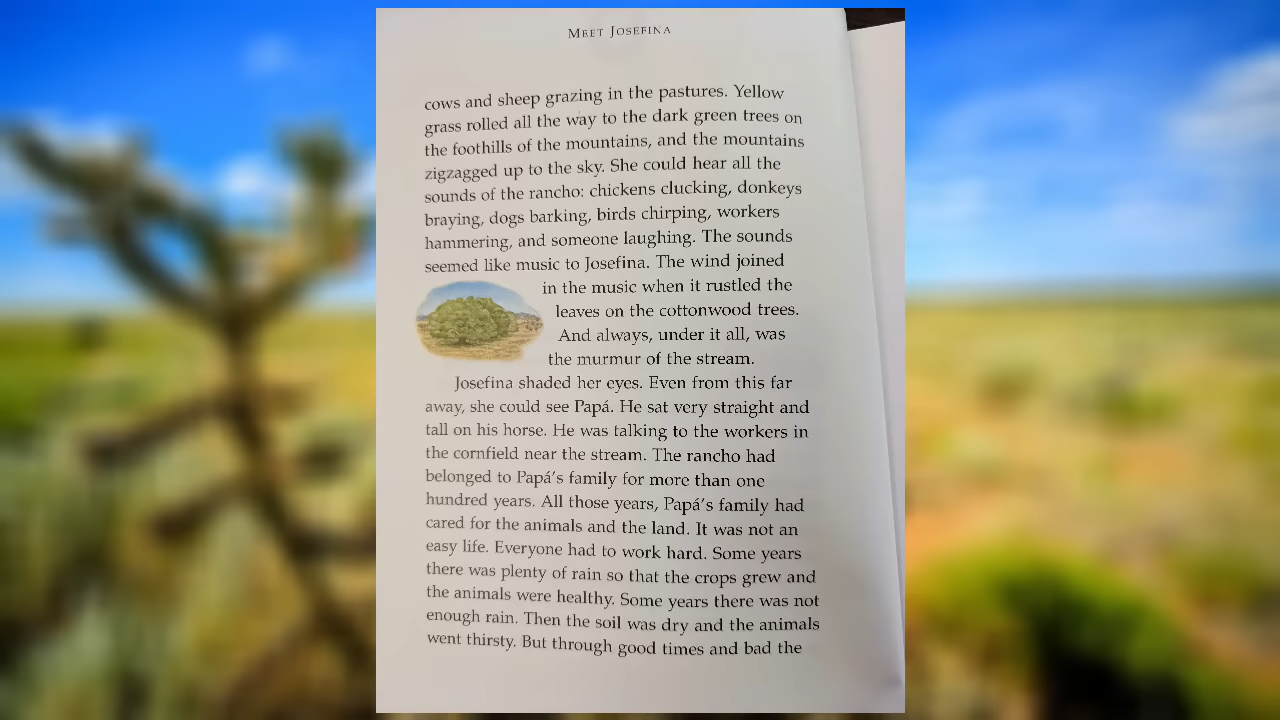 MEET JOSEFINA
cows and sheep grazing in the pastures. Yellow
grass rolled all the way to the dark green trees on
the foothills of the mountains, and the mountains
zigzagged up to the sky. She could hear all the
sounds of the rancho: chickens clucking, donkeys
braying, dogs barking, birds chirping, workers
hammering, and someone laughing. The sounds
seemed like music to Josefina. The wind joined
in the music when it rustled the
leaves on the cottonwood trees.
And always, under it all, was
the murmur of the stream.
Josefina shaded her eyes. Even from this far
away, she could see Papá. He sat very straight and
tall on his horse. He was talking to the workers in
the cornfield near the stream. The rancho had
belonged to Papá's family for more than one
hundred years. All those years, Papá's family had
cared for the animals and the land. It was not an
easy life. Everyone had to work hard. Some years
there was plenty of rain so that the crops grew and
the animals were healthy. Some years there was not
enough rain. Then the soil was dry and the animals
went thirsty. But through good times and bad the